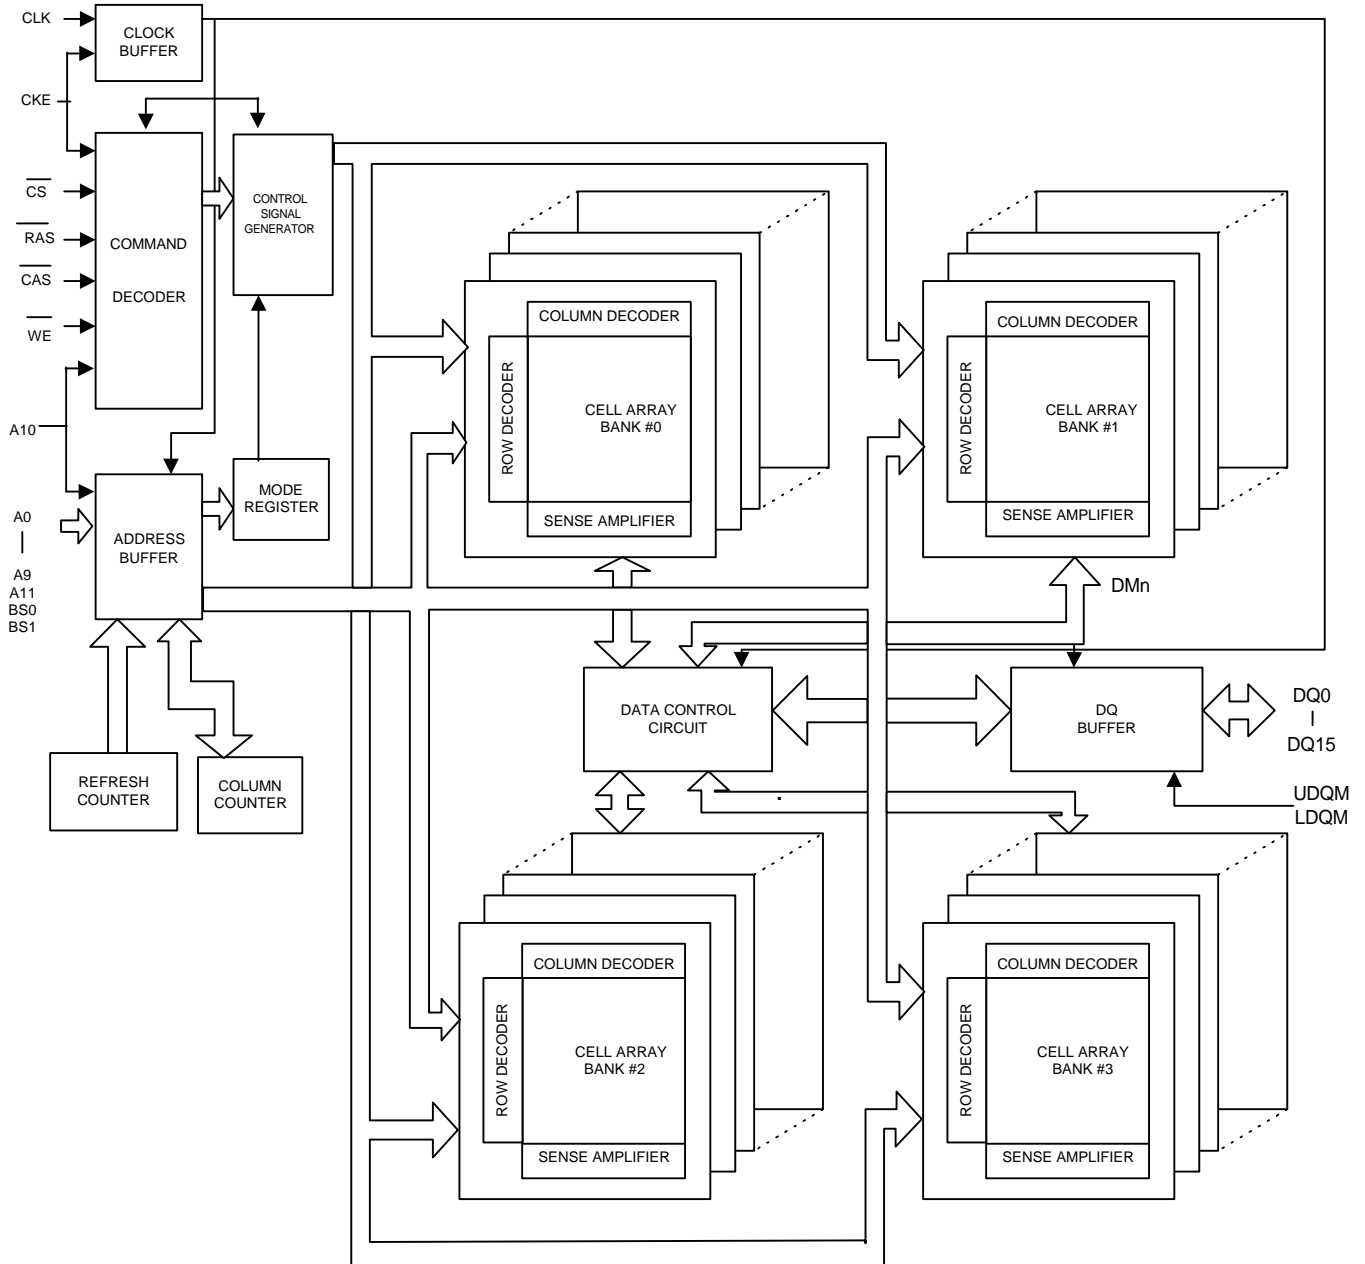 CLK
CLOCK
BUFFER
CKE
COMMAND
DECODER
CS
RAS
CAS
WE
A10
CONTROL
SIGNAL
GENERATOR
MODE
REGISTER
A0
A9
A11
BS0
BS1
ADDRESS
BUFFER
REFRESH
COUNTER
COLUMN
COUNTER
COLUMN DECODER
ROW DECODER
CELL ARRAY
BANK #0
SENSE AMPLIFIER
COLUMN DECODER
ROW DECODER
CELL ARRAY
BANK #1
SENSE AMPLIFIER
DMn
DATA CONTROL
CIRCUIT
DQ
BUFFER
DQ0
DQ15
UDQM
LDQM
COLUMN DECODER
ROW DECODER
CELL ARRAY
BANK #2
SENSE AMPLIFIER
COLUMN DECODER
ROW DECODER
CELL ARRAY
BANK #3
SENSE AMPLIFIER